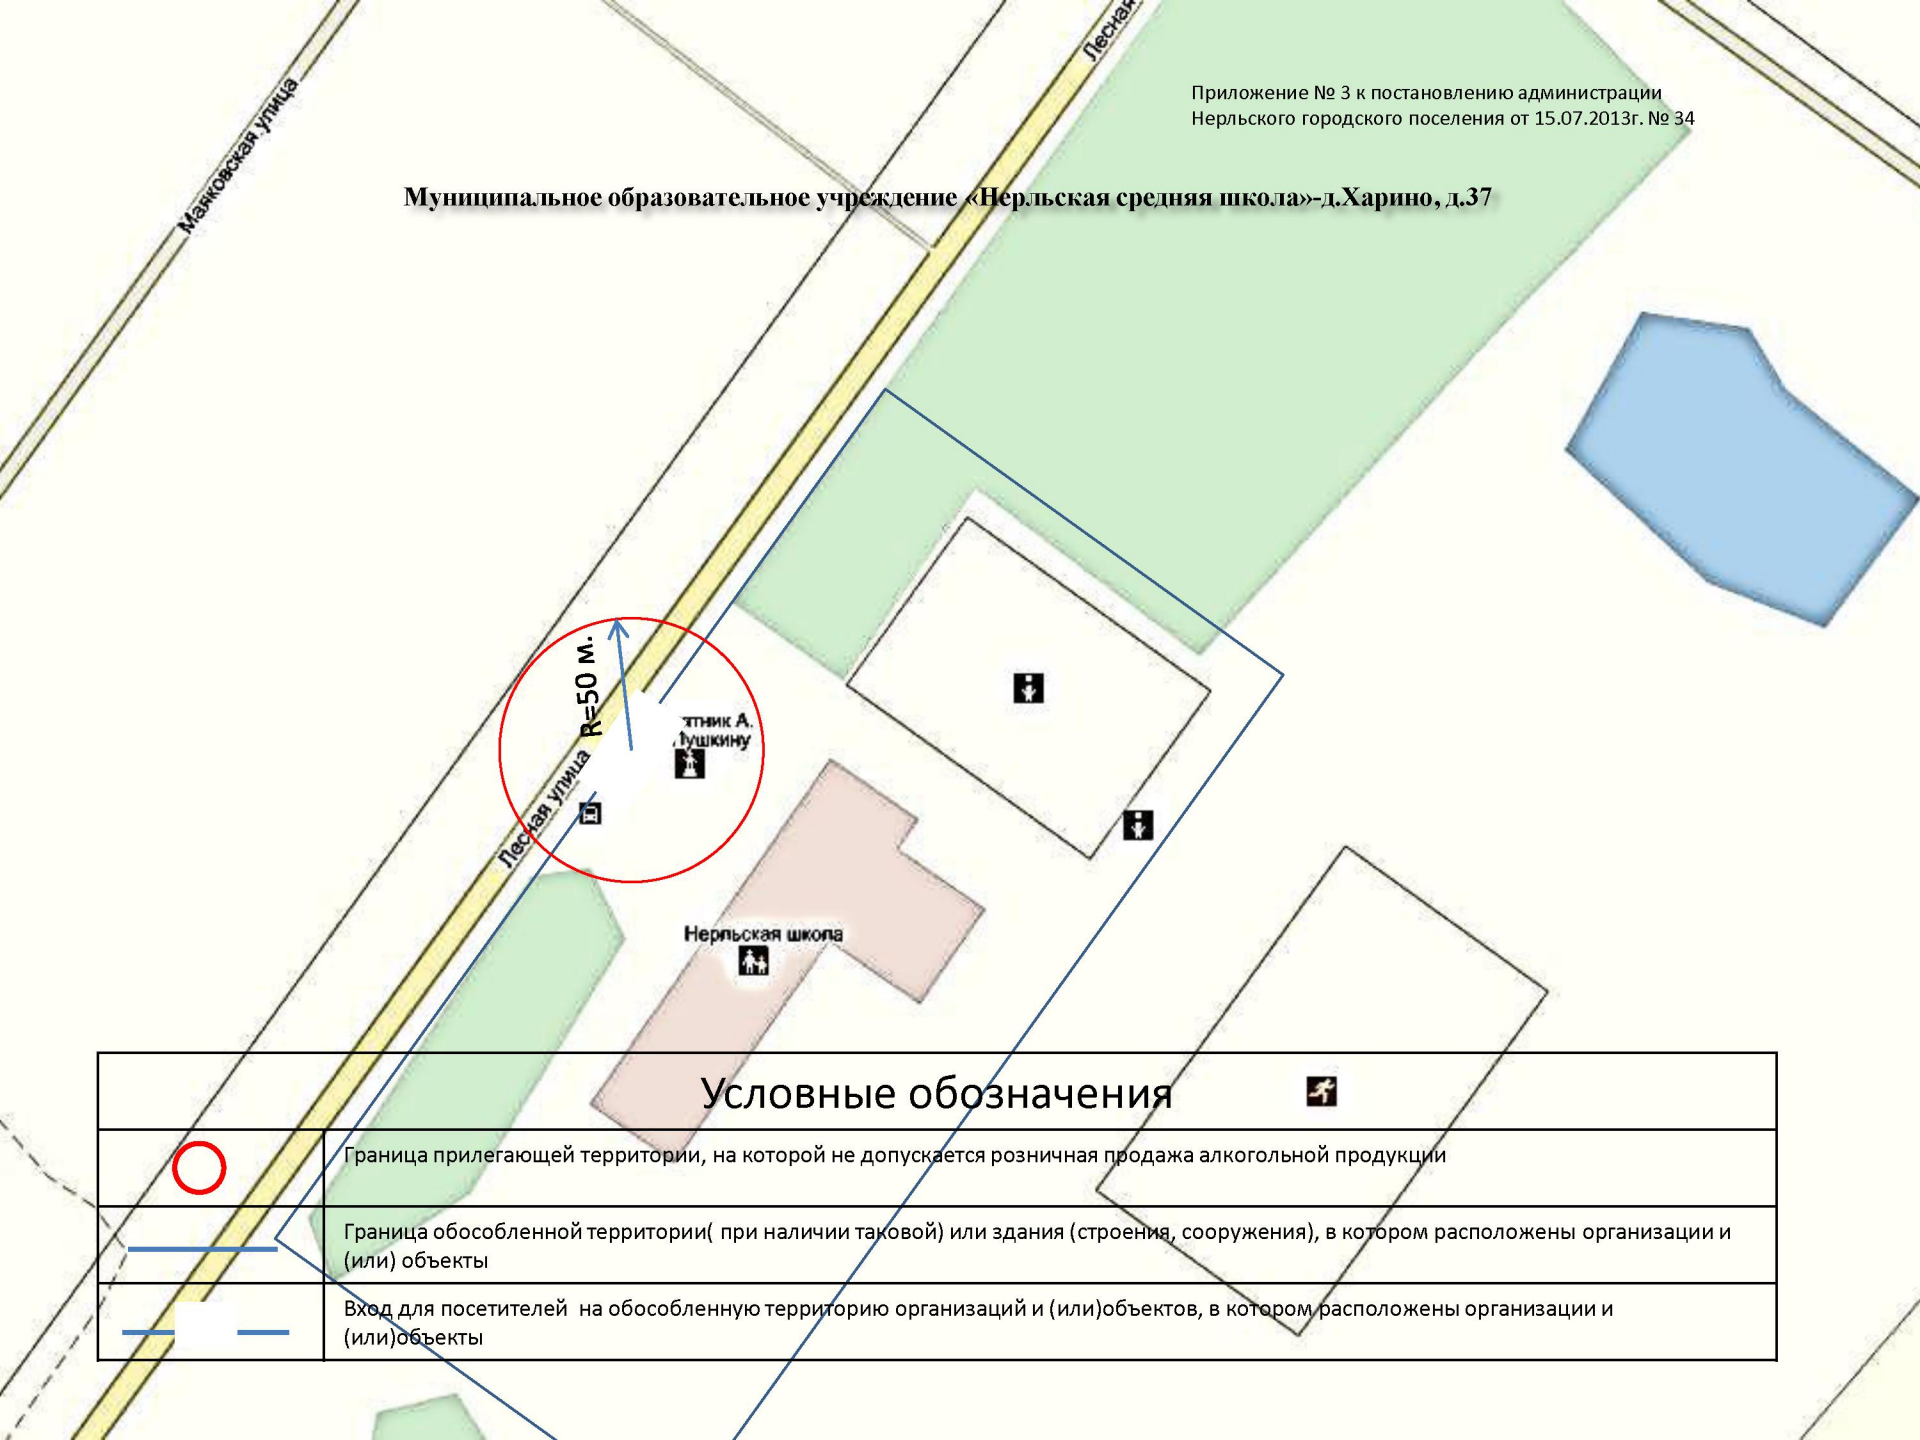 Лесная
Маяковская улица
Приложение № 3 к постановлению администрации
Нерльского городского поселения от 15.07.2013г. № 34
Муниципальное образовательное учреждение «Нерльская средняя школа»-д.Харино, д.37
R=50 м.
ятник А.
Пушкину
Лесная улица
Нерльская школа
Условные обозначения
Граница прилегающей территории, на которой не допускается розничная продажа алкогольной продукции
Граница обособленной территории( при наличии таковой) или здания (строения, сооружения), в котором расположены организации и
(или) объекты
Вход для посетителей  на обособленную территорию организаций и (или)объектов, в котором расположены организации и
(или)объекты